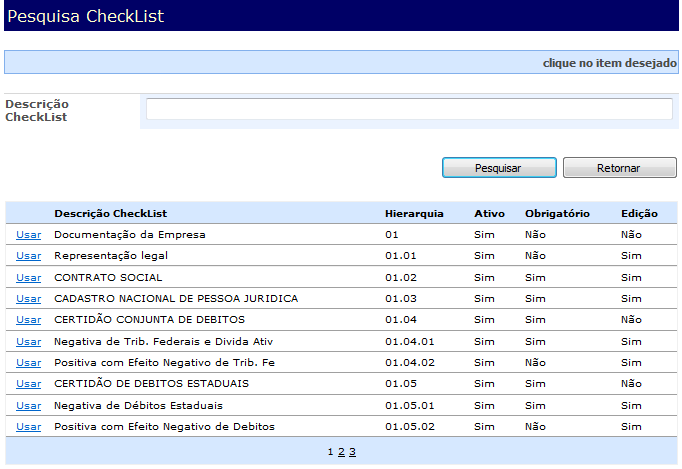 Pesquisa CheckList
clique no item desejado
Descrição
CheckList
Pesquisar Retornar
Descrição CheckList Hierarquia Ativo Obrigatório Edição
Usar Documentação da Empresa 01 Sim Não Não
Usar Representação legal 01.01 Sim Não Sim
Usar CONTRATO SOCIAL 01.02 Sim Sim Sim
Usar CADASTRO NACIONAL DE PESSOA JURIDICA 01.03 Sim Sim Sim
Usar CERTIDÃO CONJUNTA DE DEBITOS 01.04 Sim Sim Não
Usar Negativa de Trib. Federais e Divida Ativ 01.04.01 Sim Sim Sim
Usar Positiva com Efeito Negativo de Trib. Fe 01.04.02 Sim Não Sim
Usar CERTIDÃO DE DEBITOS ESTADUAIS 01.05 Sim Sim Não
Usar Negativa de Débitos Estaduais 01.05.01 Sim Sim Sim
Usar Positiva com Efeito Negativo de Debitos 01.05.02 Sim Não Sim
1 2 3